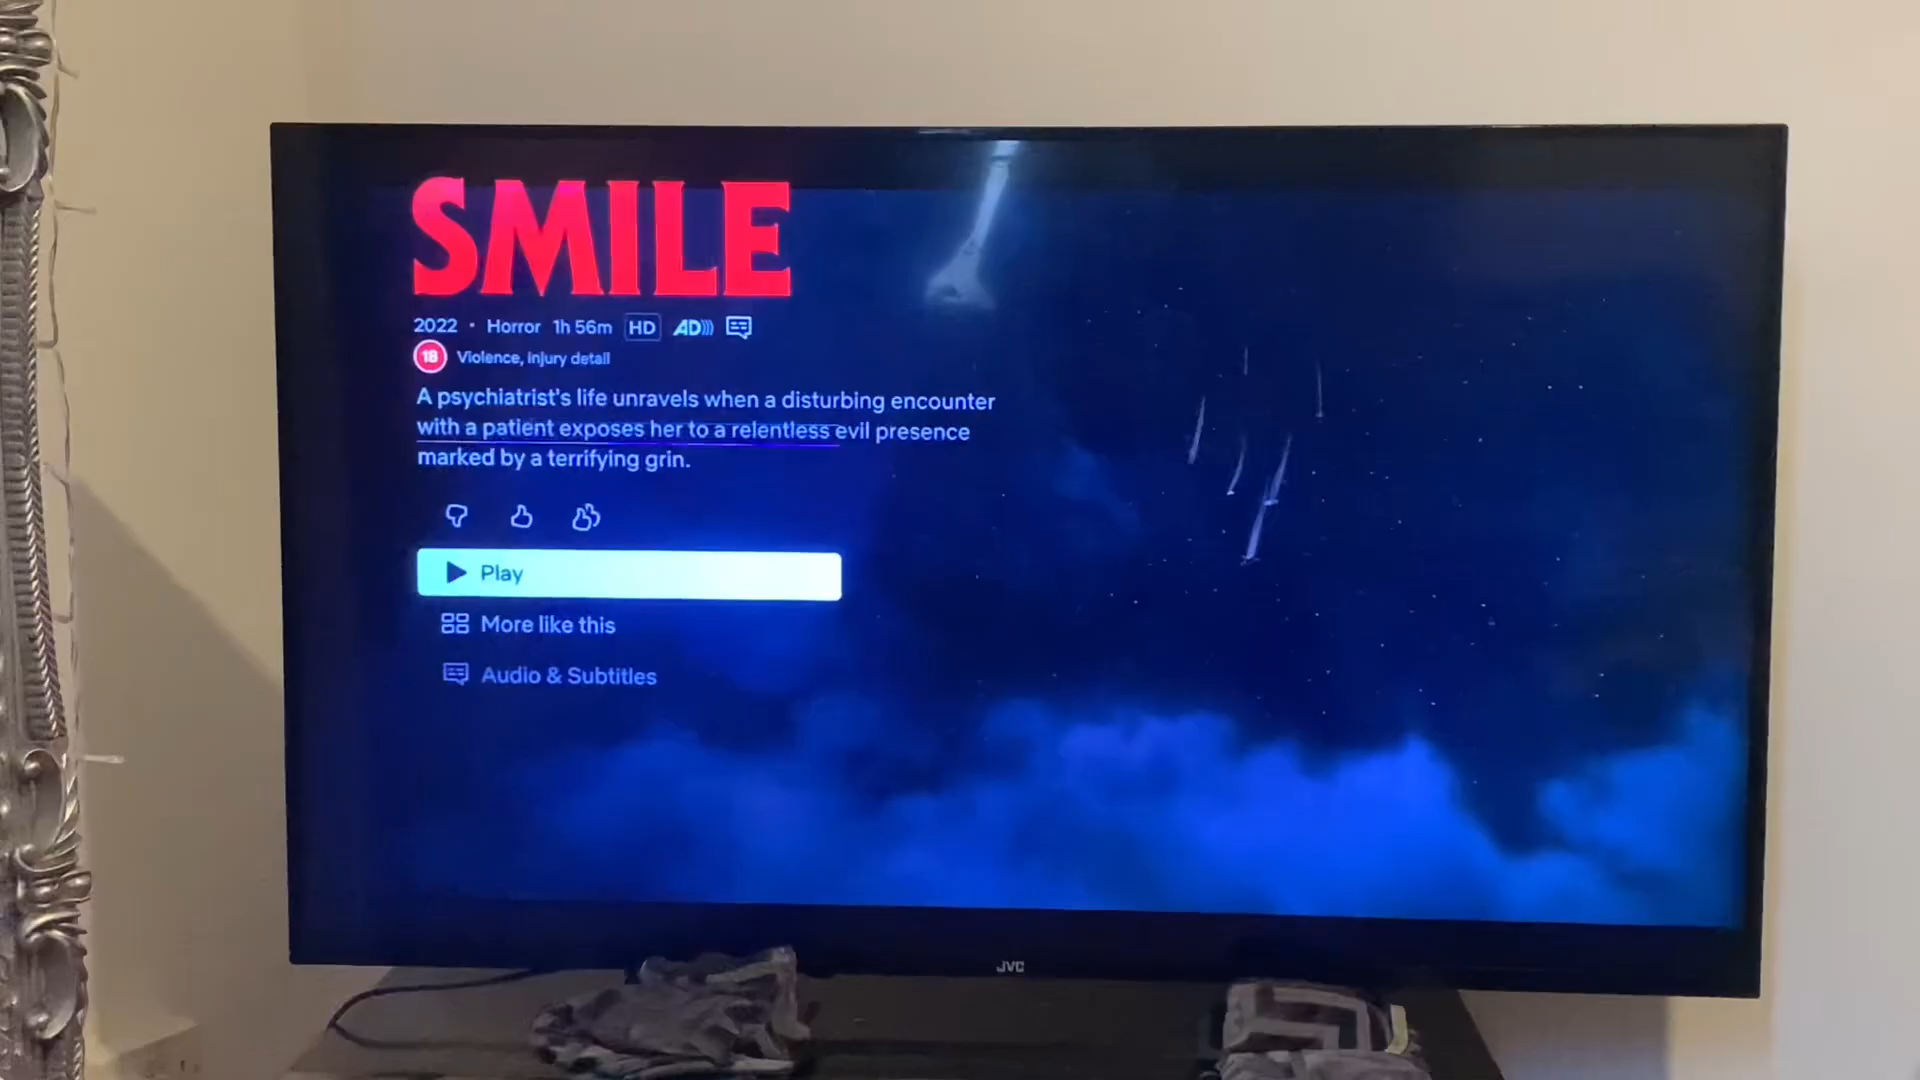 SMILE
2022 · Horror 1h 56m HD AD)))
18 Violence, injury detail
A psychiatrist's life unravels when a disturbing encounter
with a patient exposes her to a relentless evil presence
marked by a terrifying grin.
Play
More like this
Audio & Subtitles
JVC